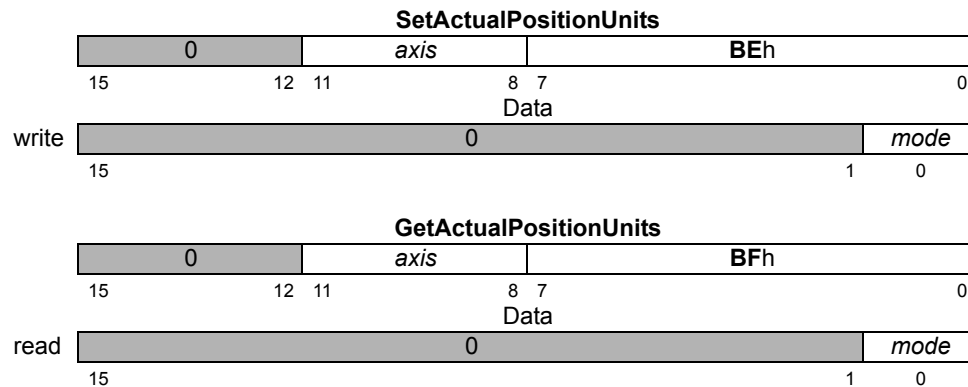 SetActualPositionUnits
0 axis BEh
15 12 11 8 7 0
Data
write 0 mode
15 1 0
GetActualPositionUnits
0 axis BFh
15 12 11 8 7 0
Data
read 0 mode
15 1 0